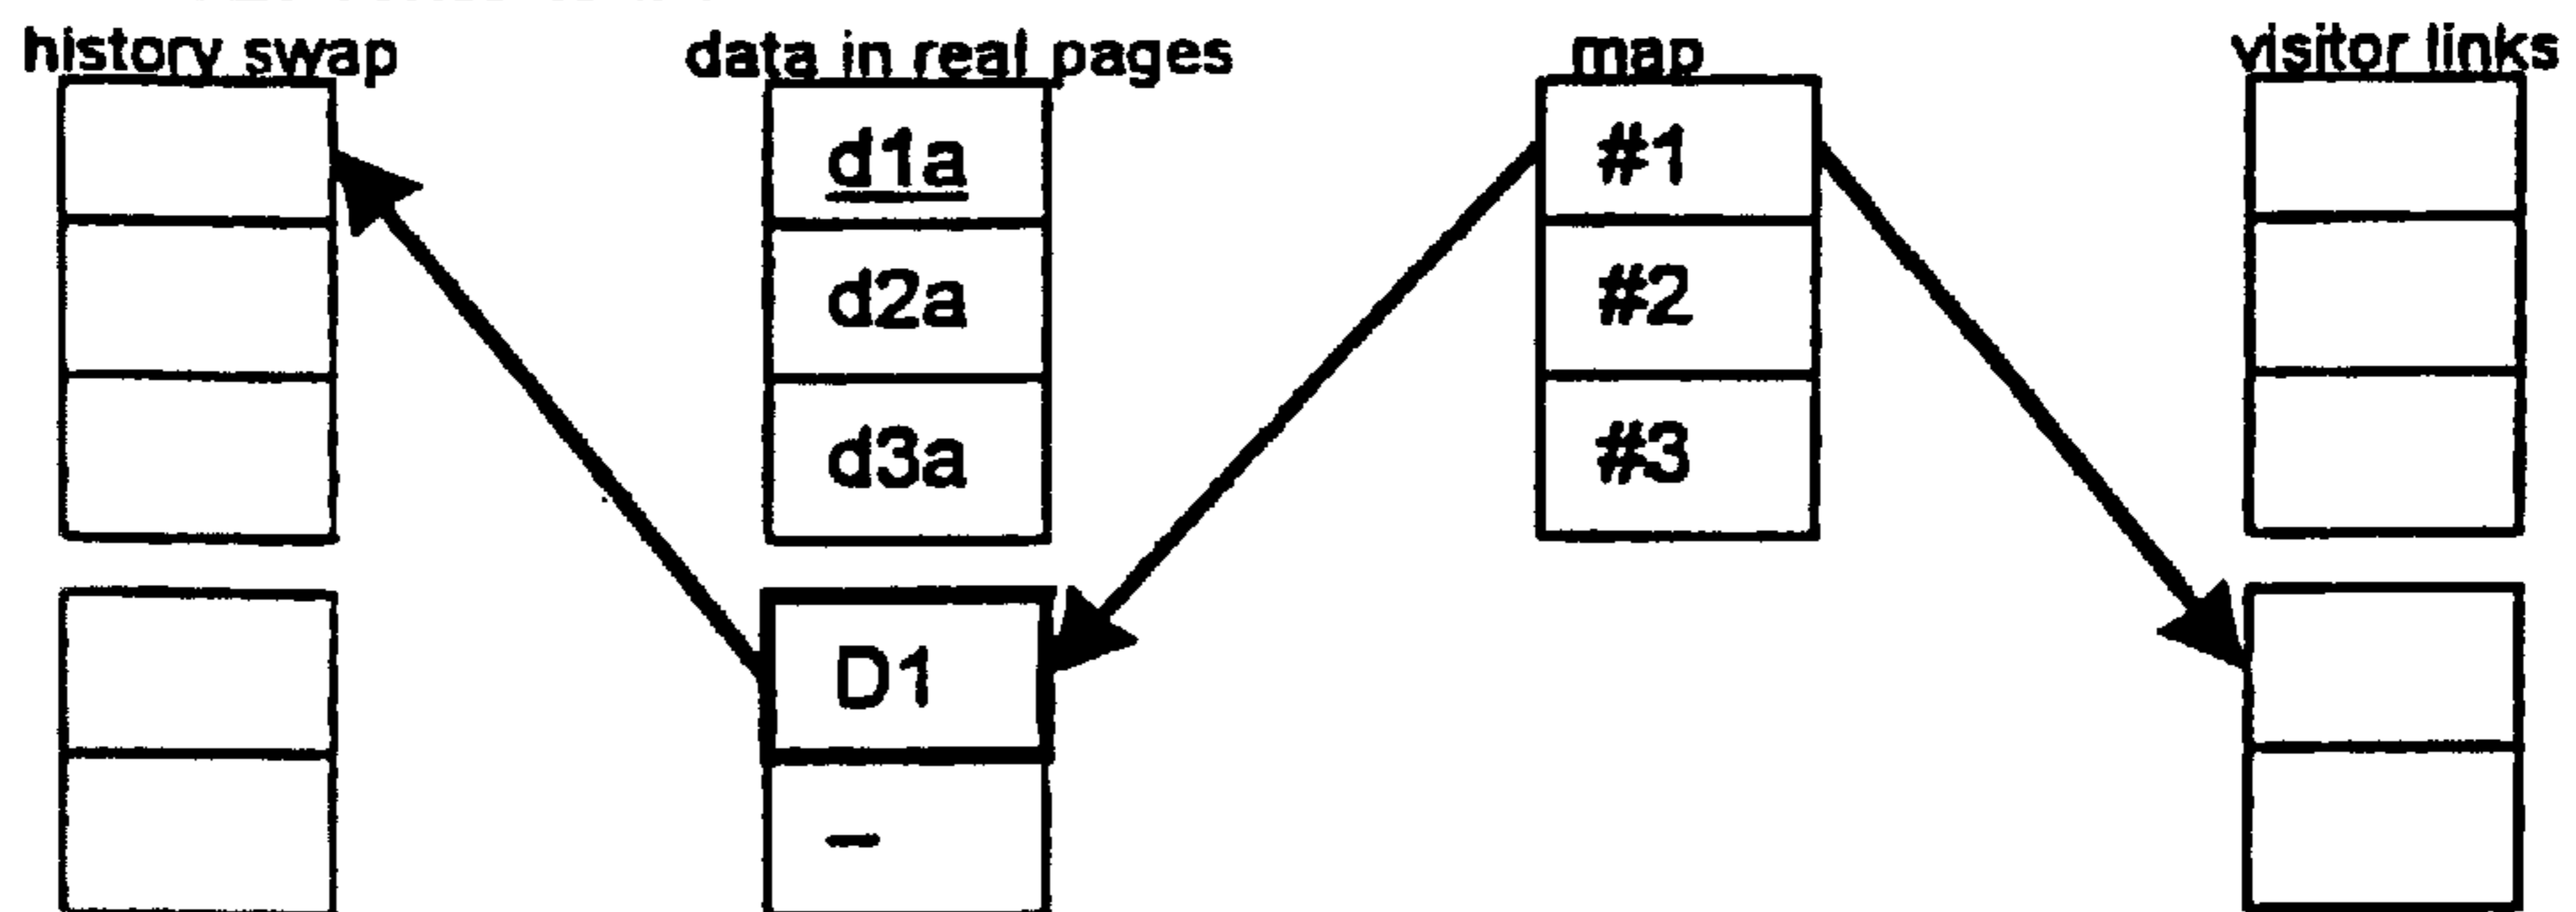 history swap data in real pages map visitor links
d1a #1
d2a #2
d3a #3
D1
–